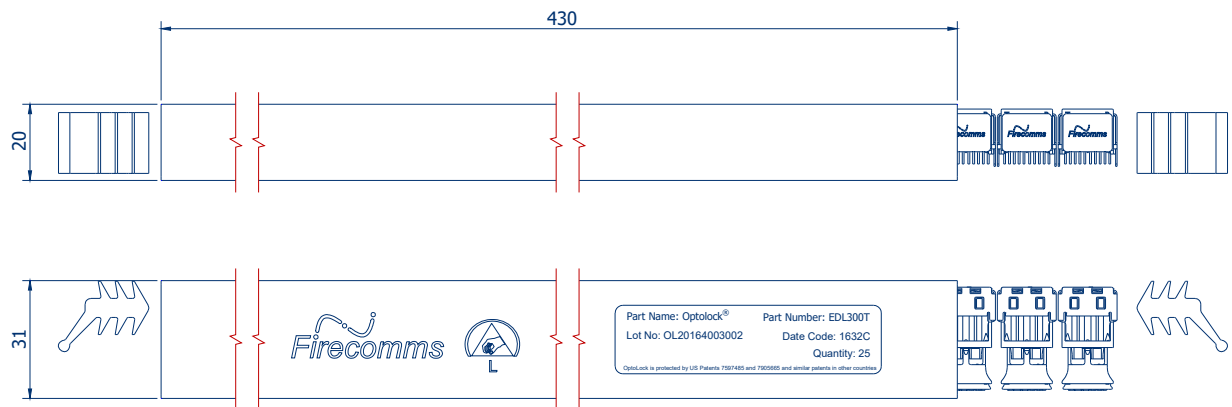 430
20
Firecomms Firecomms
31
Firecomms
L
Part Name: Optolock® Part Number: EDL300T
Lot No: OL20164003002 Date Code: 1632C
Quantity: 25
OptoLock is protected by US Patents 7597485 and 7905665 and similar patents in other countries